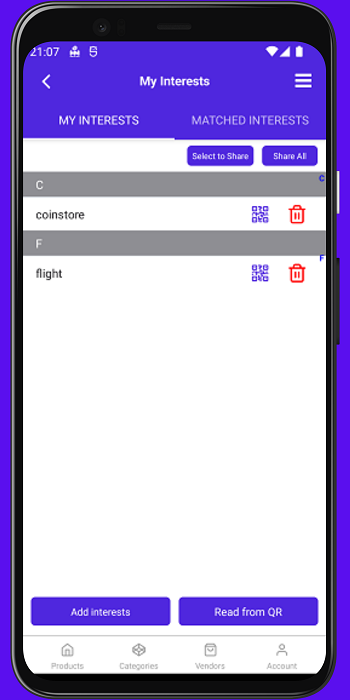 21:07
My Interests
MY INTERESTS MATCHED INTERESTS
Select to Share Share All
C
C
coinstore
F
F
flight
Add interests Read from QR
Products Categories Vendors Account